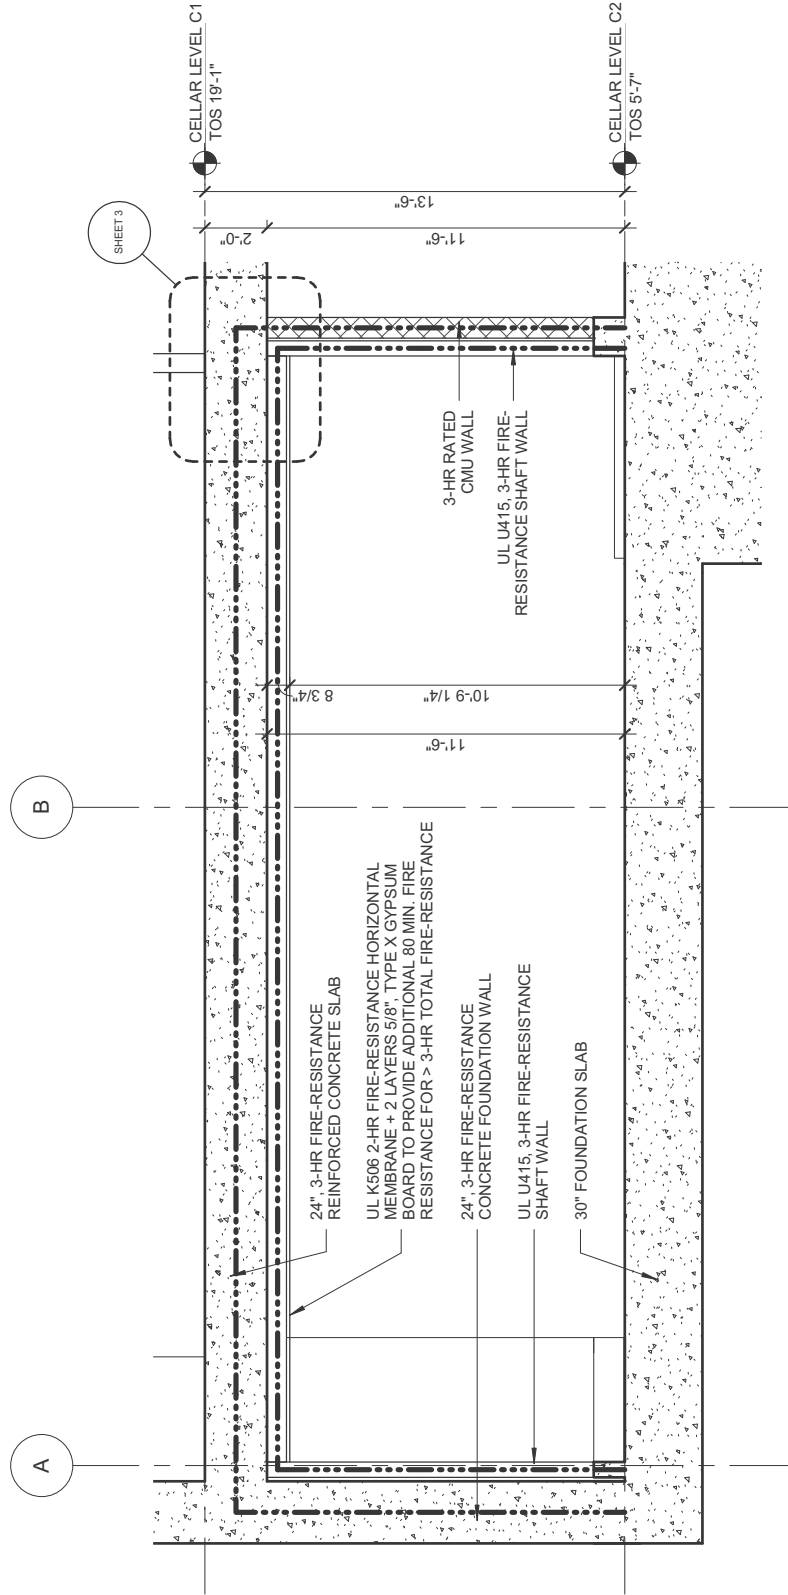 CELLAR LEVEL C1
TOS 19'-1"
CELLAR LEVEL C2
TOS 5'-7"
SHEET 3
13'-6"
2'-0"
11'-6"
3-HR RATED
CMU WALL
UL U415, 3-HR FIRE-
RESISTANCE SHAFT WALL
8 3/4"
10'-9 1/4"
11'-6"
B
24", 3-HR FIRE-RESISTANCE
REINFORCED CONCRETE SLAB
UL K506 2-HR FIRE-RESISTANCE HORIZONTAL
MEMBRANE + 2 LAYERS 5/8", TYPE X GYPSUM
BOARD TO PROVIDE ADDITIONAL 80 MIN. FIRE
RESISTANCE FOR > 3-HR TOTAL FIRE-RESISTANCE
24", 3-HR FIRE-RESISTANCE
CONCRETE FOUNDATION WALL
UL U415, 3-HR FIRE-RESISTANCE
SHAFT WALL
30" FOUNDATION SLAB
A